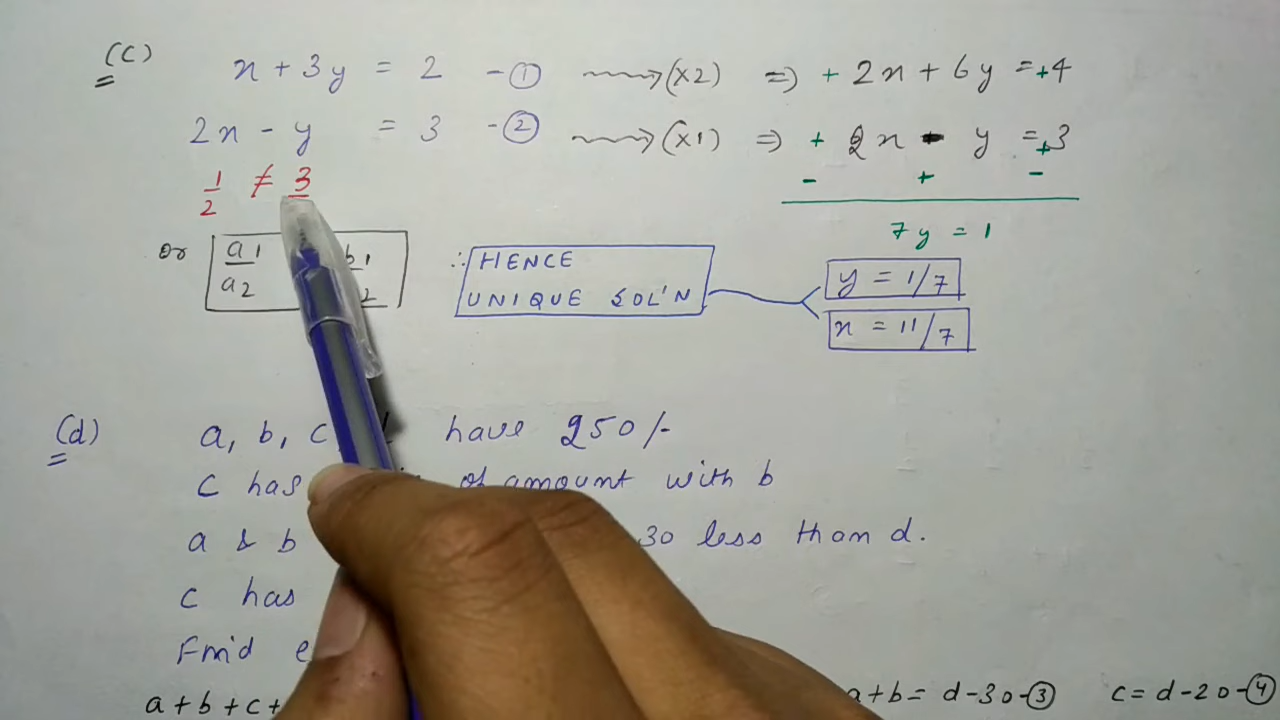 (C) x + 3y = 2 -① ⟿ (x2) ⇒ + 2x + 6y = +4
2x - y = 3 -② ⟿ (x1) ⇒ + 2x - y = +3
1/2 ≠ 3 - + -
7y = 1
or a1/a2 b1/2 ∴ HENCE UNIQUE SOL'N y = 1/7
x = 11/7
(d) a, b, c, have 250/-
C has of amount with b
a & b 30 less than d.
c has
Find e
a + b + c + a + b = d - 30 -③ c = d - 20 -④